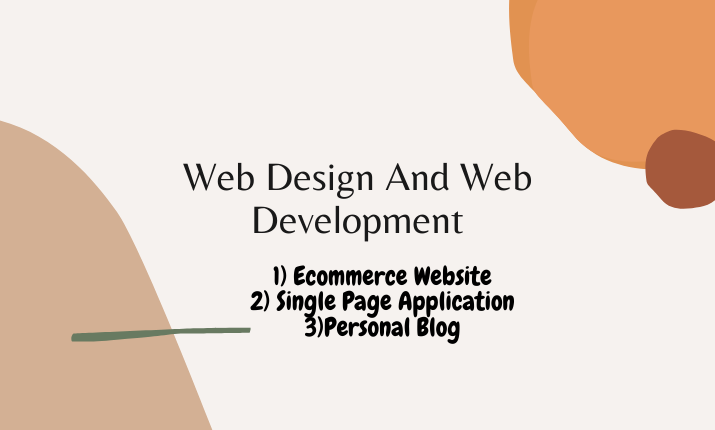 Web Design And Web
Development
1) Ecommerce Website
2) Single Page Application
3)Personal Blog